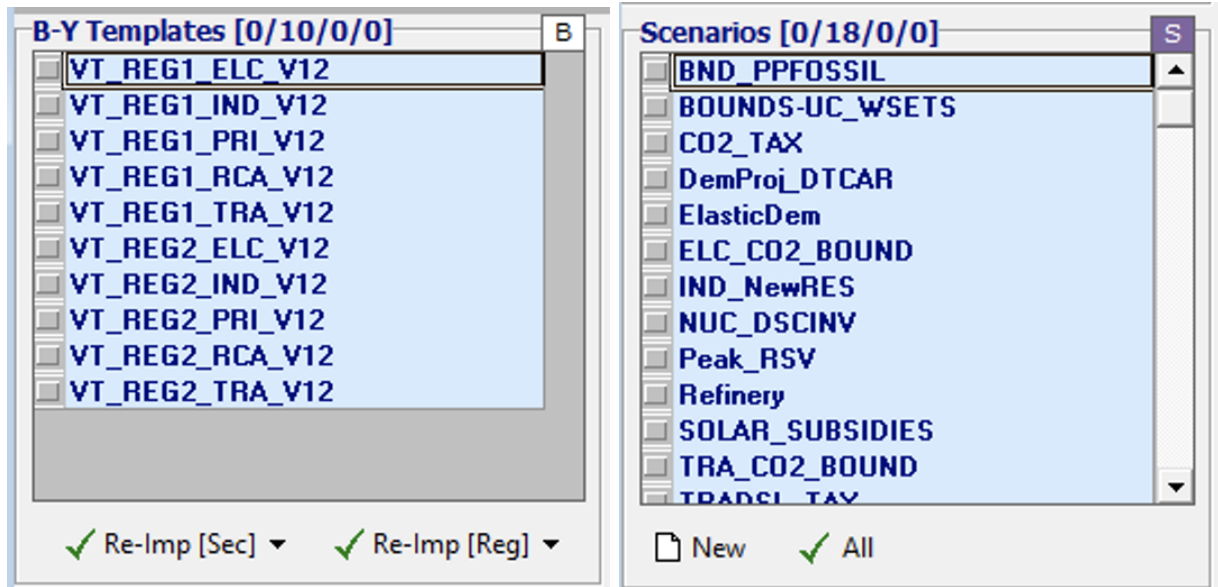 B-Y Templates [0/10/0/0]
B
VT_REG1_ELC_V12
VT_REG1_IND_V12
VT_REG1_PRI_V12
VT_REG1_RCA_V12
VT_REG1_TRA_V12
VT_REG2_ELC_V12
VT_REG2_IND_V12
VT_REG2_PRI_V12
VT_REG2_RCA_V12
VT_REG2_TRA_V12
Re-Imp [Sec]
Re-Imp [Reg]
Scenarios [0/18/0/0]
S
BND_PPFOSSIL
BOUNDS-UC_WSETS
CO2_TAX
DemProj_DTCAR
ElasticDem
ELC_CO2_BOUND
IND_NewRES
NUC_DSCINV
Peak_RSV
Refinery
SOLAR_SUBSIDIES
TRA_CO2_BOUND
New
All